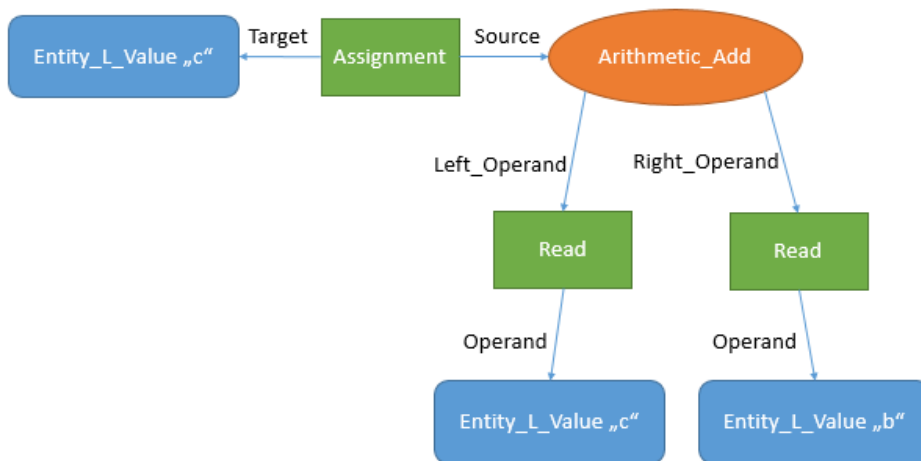 Entity_L_Value „c“
Target
Assignment
Source
Arithmetic_Add
Left_Operand
Right_Operand
Read
Read
Operand
Operand
Entity_L_Value „c“
Entity_L_Value „b“